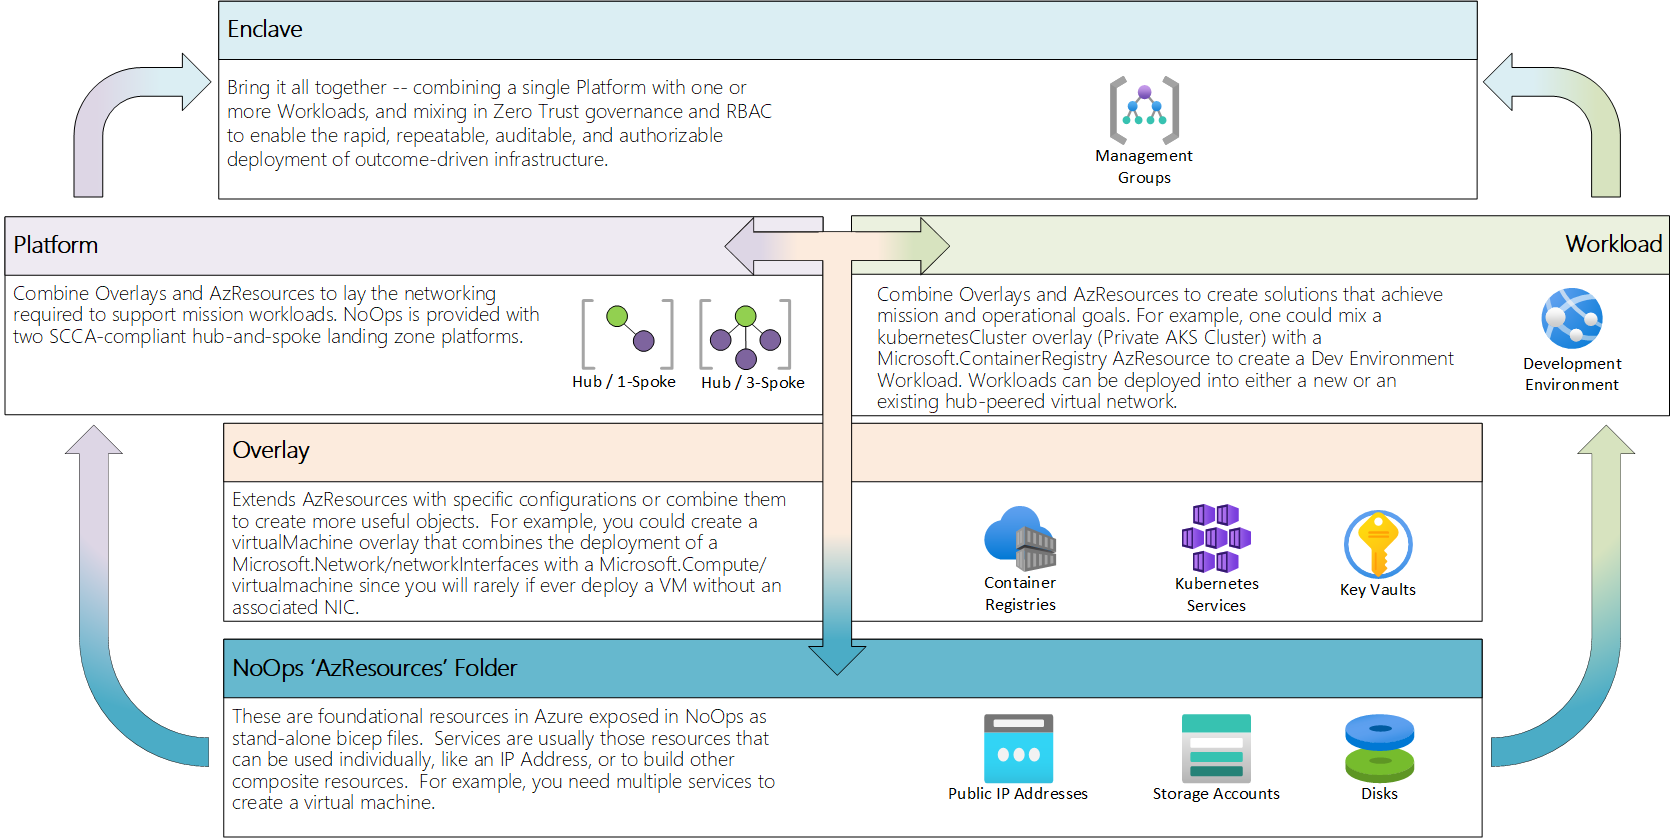 Enclave
Bring it all together -- combining a single Platform with one or
more Workloads, and mixing in Zero Trust governance and RBAC
to enable the rapid, repeatable, auditable, and authorizable
deployment of outcome-driven infrastructure.
Management
Groups
Platform
Combine Overlays and AzResources to lay the networking
required to support mission workloads. NoOps is provided with
two SCCA-compliant hub-and-spoke landing zone platforms.
Hub / 1-Spoke
Hub / 3-Spoke
Workload
Combine Overlays and AzResources to create solutions that achieve
mission and operational goals. For example, one could mix a
kubernetesCluster overlay (Private AKS Cluster) with a
Microsoft.ContainerRegistry AzResource to create a Dev Environment
Workload. Workloads can be deployed into either a new or an
existing hub-peered virtual network.
Development
Environment
Overlay
Extends AzResources with specific configurations or combine them
to create more useful objects.  For example, you could create a
virtualMachine overlay that combines the deployment of a
Microsoft.Network/networkInterfaces with a Microsoft.Compute/
virtualmachine since you will rarely if ever deploy a VM without an
associated NIC.
Container
Registries
Kubernetes
Services
Key Vaults
NoOps ‘AzResources’ Folder
These are foundational resources in Azure exposed in NoOps as
stand-alone bicep files.  Services are usually those resources that
can be used individually, like an IP Address, or to build other
composite resources.  For example, you need multiple services to
create a virtual machine.
Public IP Addresses
Storage Accounts
Disks